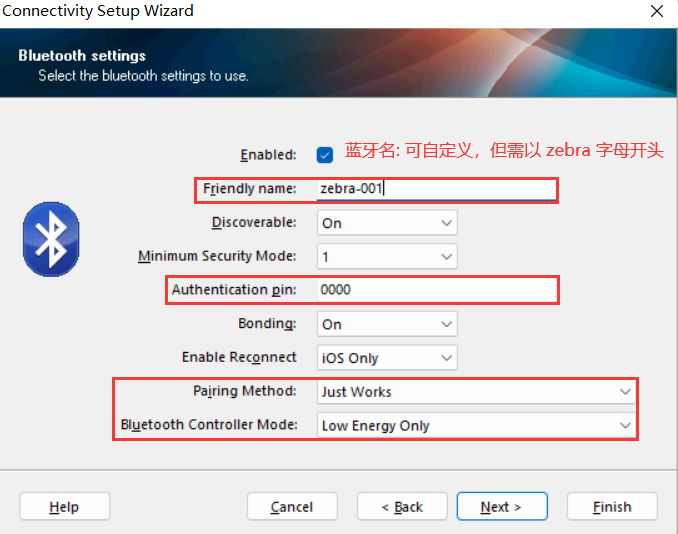 Connectivity Setup Wizard
Bluetooth settings
Select the bluetooth settings to use.
Enabled: 蓝牙名: 可自定义，但需以 zebra 字母开头
Friendly name: zebra-001
Discoverable: On
Minimum Security Mode: 1
Authentication pin: 0000
Bonding: On
Enable Reconnect iOS Only
Pairing Method: Just Works
Bluetooth Controller Mode: Low Energy Only
Help Cancel < Back Next > Finish